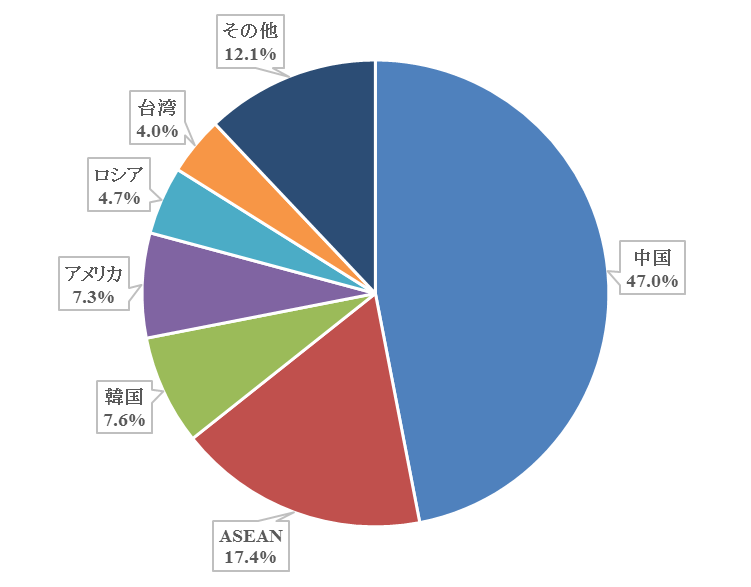 中国
47.0%
ASEAN
17.4%
韓国
7.6%
アメリカ
7.3%
ロシア
4.7%
台湾
4.0%
その他
12.1%